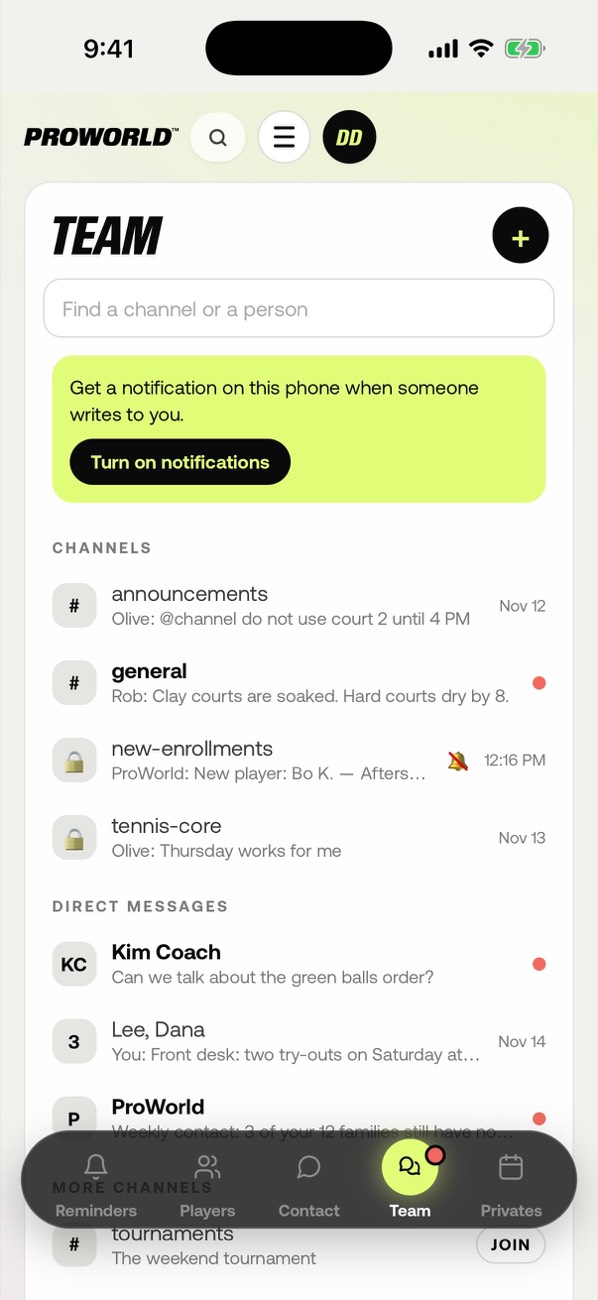 9:41
PROWORLD™
DD
TEAM
+
Find a channel or a person
Get a notification on this phone when someone
writes to you.
Turn on notifications
CHANNELS
# announcements
Olive: @channel do not use court 2 until 4 PM
Nov 12
# general
Rob: Clay courts are soaked. Hard courts dry by 8.
new-enrollments
ProWorld: New player: Bo K. — Afters…
12:16 PM
tennis-core
Olive: Thursday works for me
Nov 13
DIRECT MESSAGES
KC Kim Coach
Can we talk about the green balls order?
3 Lee, Dana
You: Front desk: two try-outs on Saturday at…
Nov 14
P ProWorld
Weekly contact: 3 of your 12 families still have no…
MORE CHANNELS
Reminders Players Contact Team Privates
# tournaments
The weekend tournament
JOIN